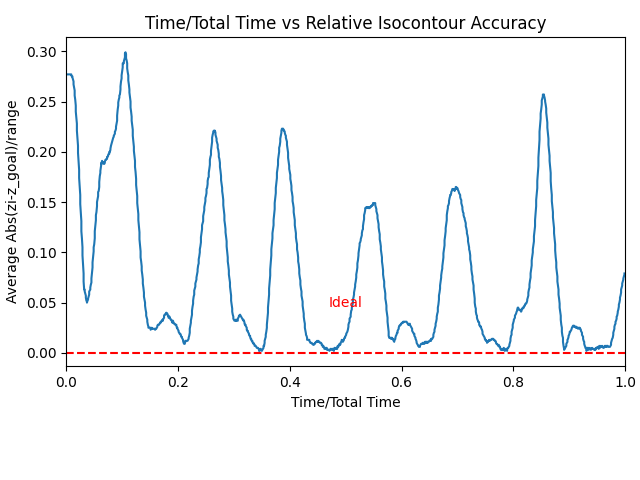 Time/Total Time vs Relative Isocontour Accuracy
Average Abs(zi-z_goal)/range
0.30
0.25
0.20
0.15
0.10
0.05
0.00
Ideal
0.0 0.2 0.4 0.6 0.8 1.0
Time/Total Time